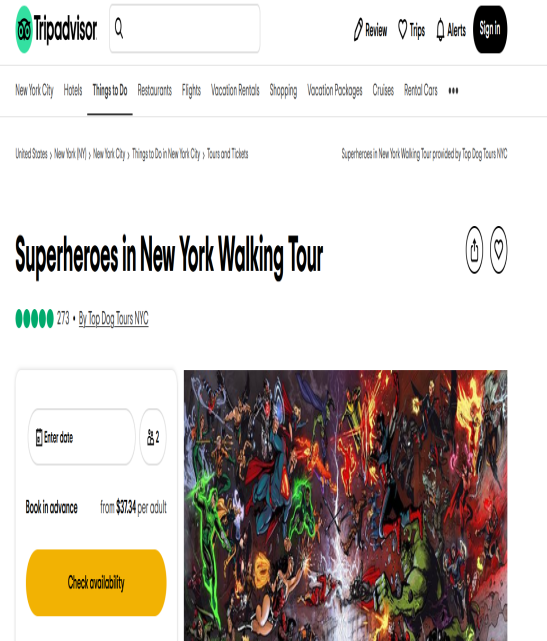 Tripadvisor
Review Trips Alerts Sign in
New York City Hotels Things to Do Restaurants Flights Vacation Rentals Shopping Vacation Packages Cruises Rental Cars •••
United States › New York (NY) › New York City › Things to Do in New York City › Tours and Tickets
Superheroes in New York Walking Tour provided by Top Dog Tours NYC
Superheroes in New York Walking Tour
273 • By Top Dog Tours NYC
Enter date 2
Book in advance from $37.34 per adult
Check availability